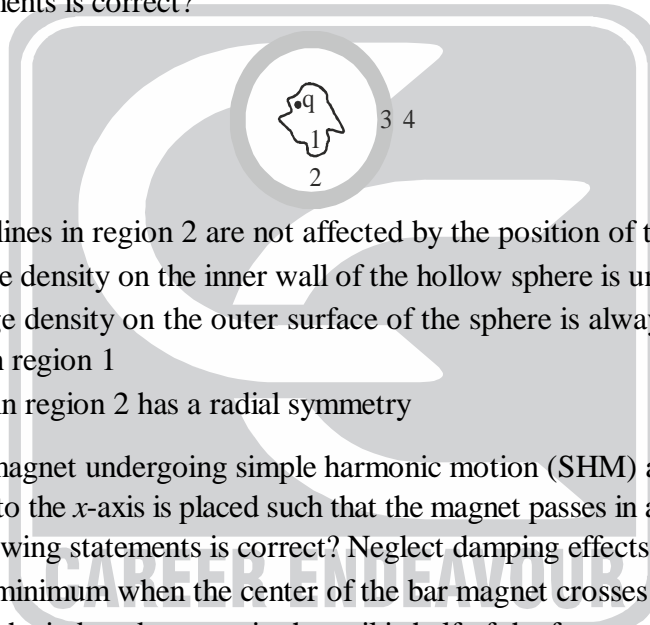 ments is correct?
q
1
3 4
2
lines in region 2 are not affected by the position of
e density on the inner wall of the hollow sphere is
ge density on the outer surface of the sphere is
region 1
in region 2 has a radial symmetry
magnet undergoing simple harmonic motion (SHM)
to the x-axis is placed such that the magnet passes in
wing statements is correct? Neglect damping effects
minimum when the center of the bar magnet crosses
CAREER ENDEAVOUR